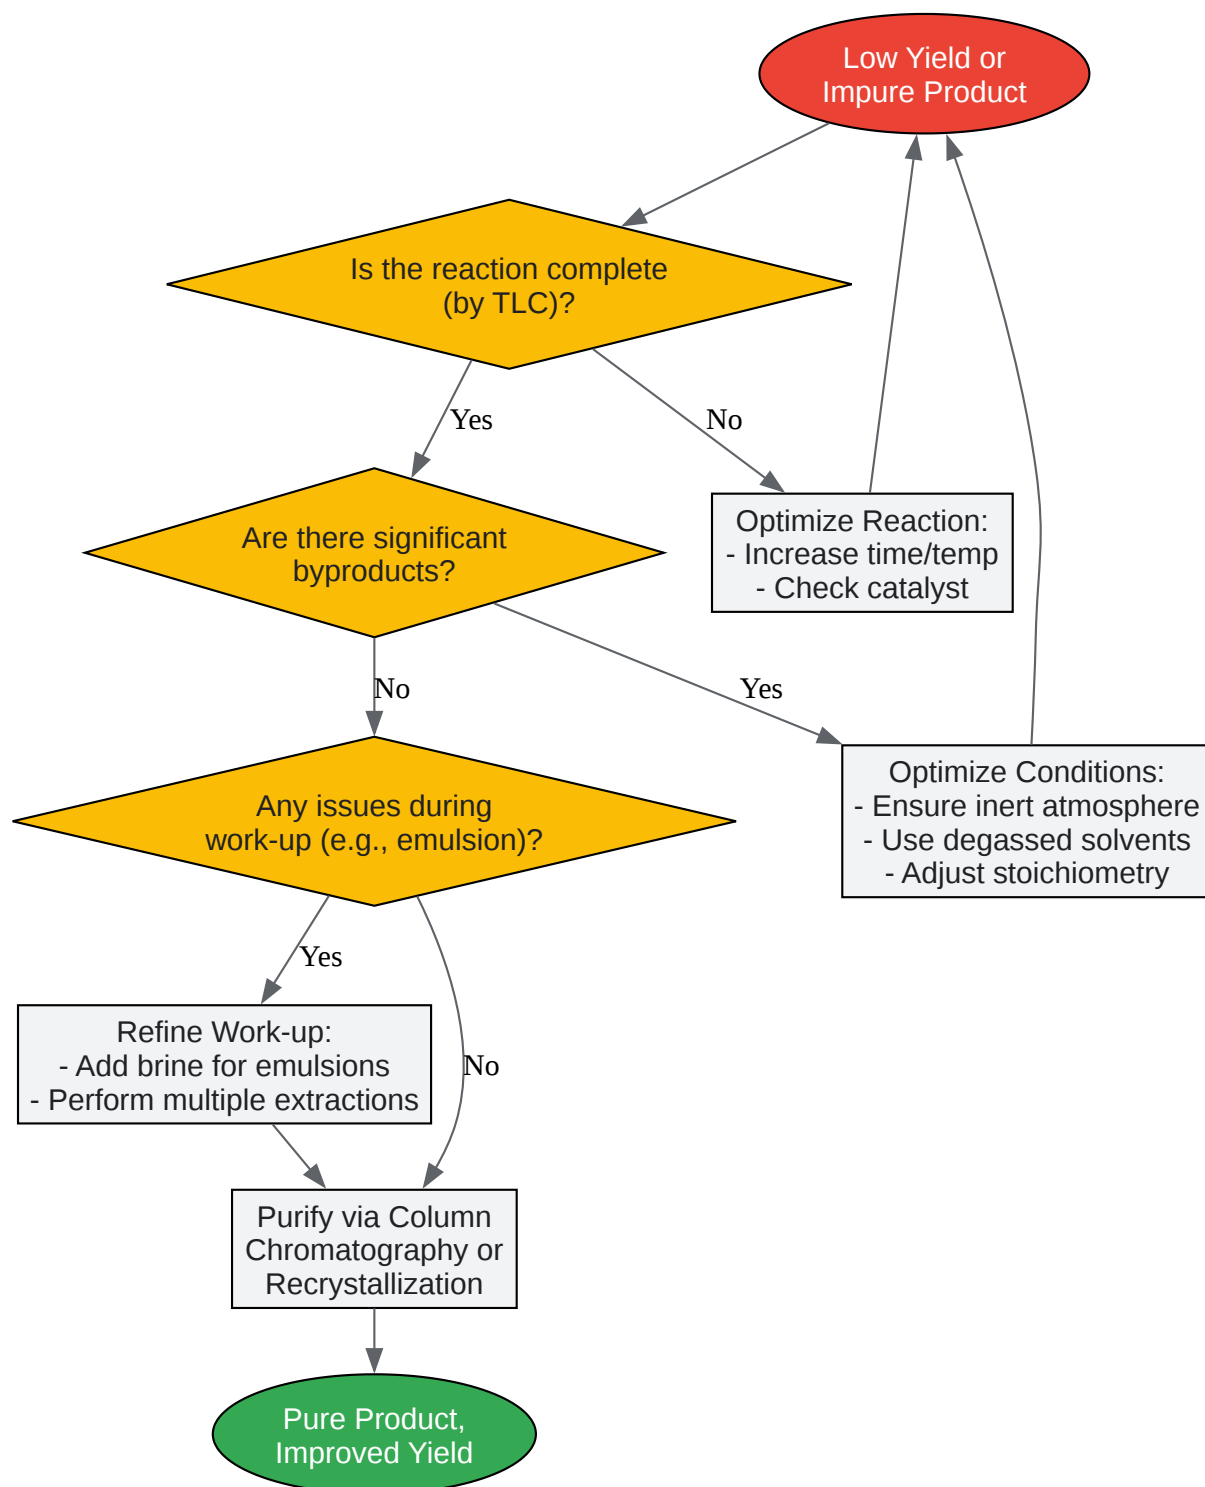 Low Yield or
Impure Product
Is the reaction complete
(by TLC)?
Yes
No
Are there significant
byproducts?
Optimize Reaction:
- Increase time/temp
- Check catalyst
No
Yes
Any issues during
work-up (e.g., emulsion)?
Optimize Conditions:
- Ensure inert atmosphere
- Use degassed solvents
- Adjust stoichiometry
Yes
No
Refine Work-up:
- Add brine for emulsions
- Perform multiple extractions
Purify via Column
Chromatography or
Recrystallization
Pure Product,
Improved Yield